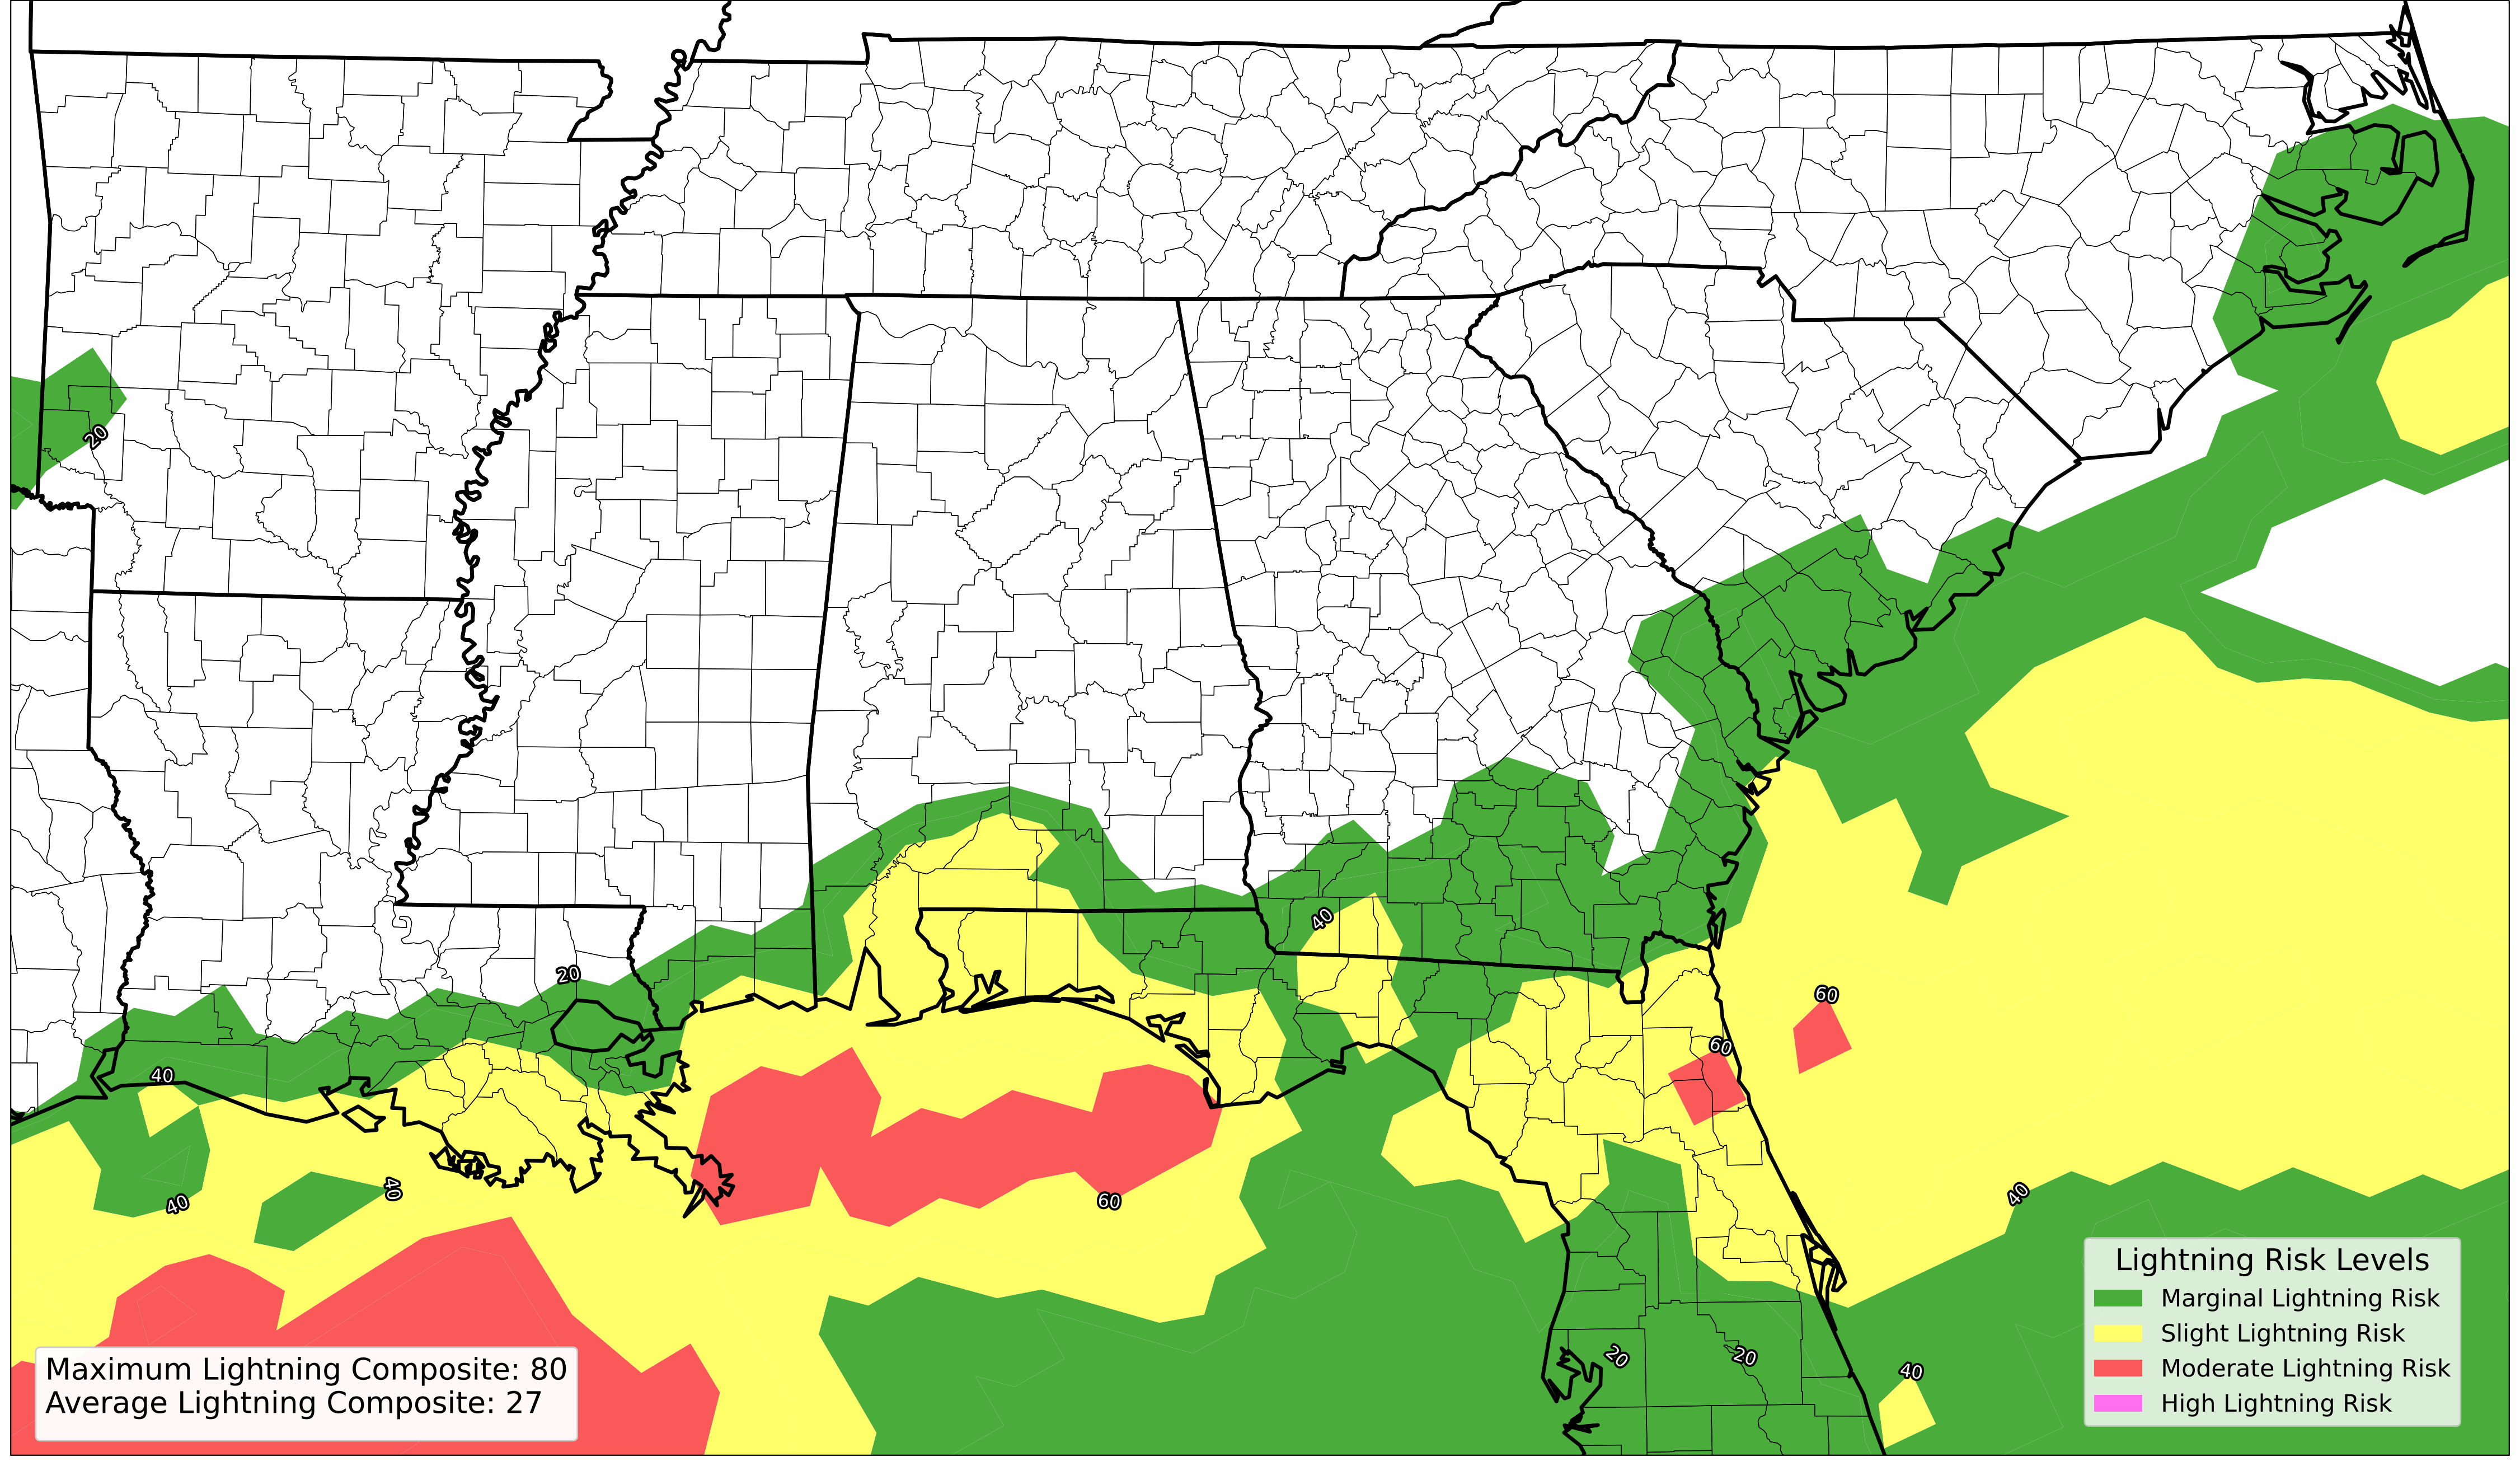 20
40
20
60
60
40
40
40
60
40
20
20
40
Lightning Risk Levels
Marginal Lightning Risk
Slight Lightning Risk
Moderate Lightning Risk
High Lightning Risk
Maximum Lightning Composite: 80
Average Lightning Composite: 27